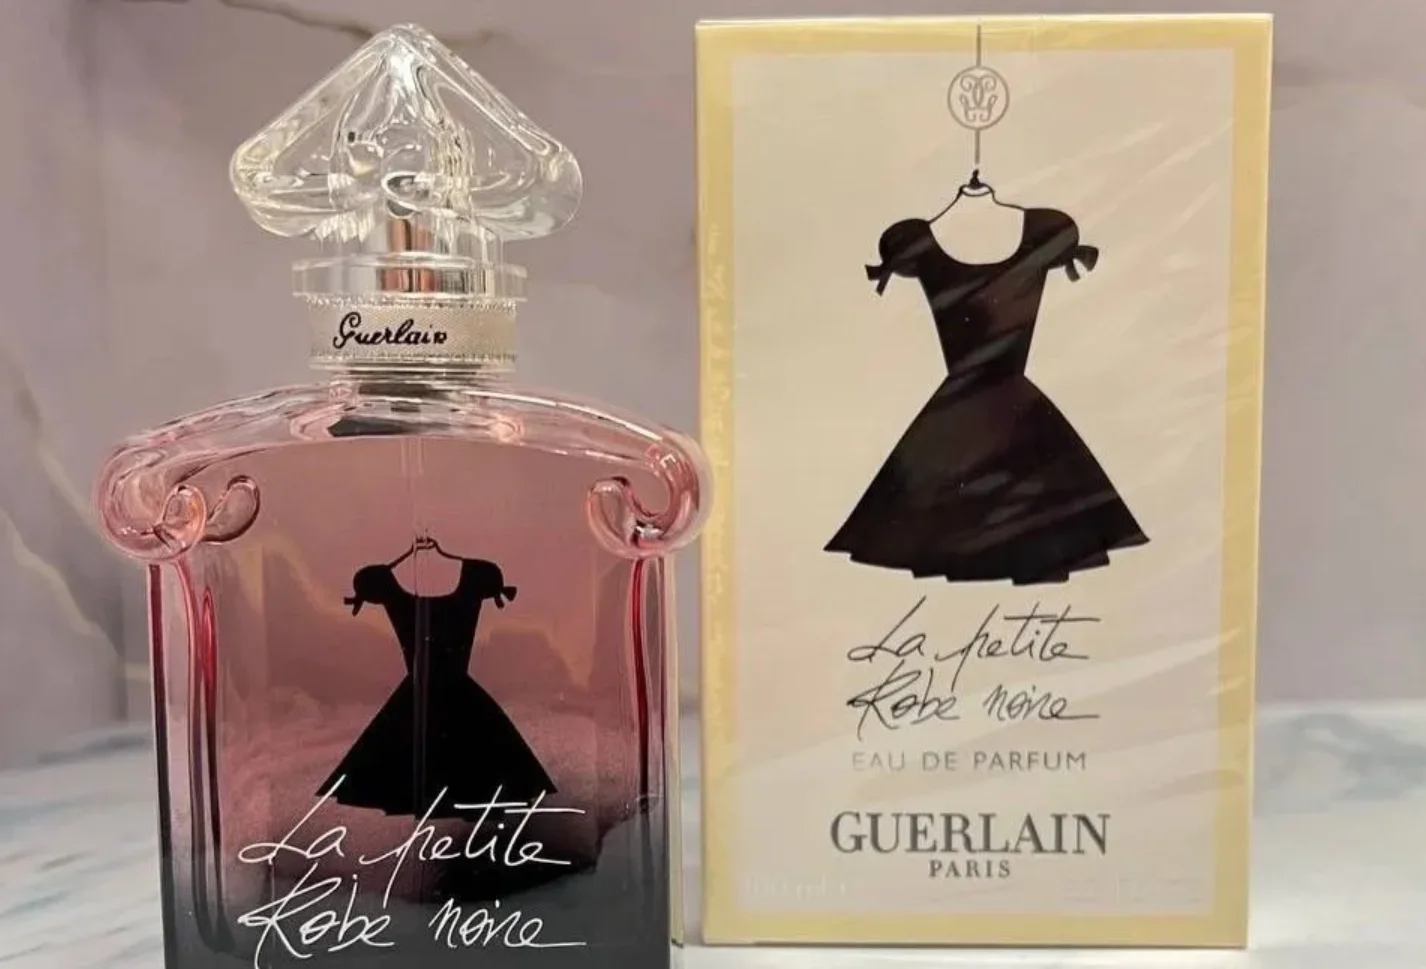 Guerlain
La petite
Robe noire
La petite
Robe noire
EAU DE PARFUM
GUERLAIN
PARIS